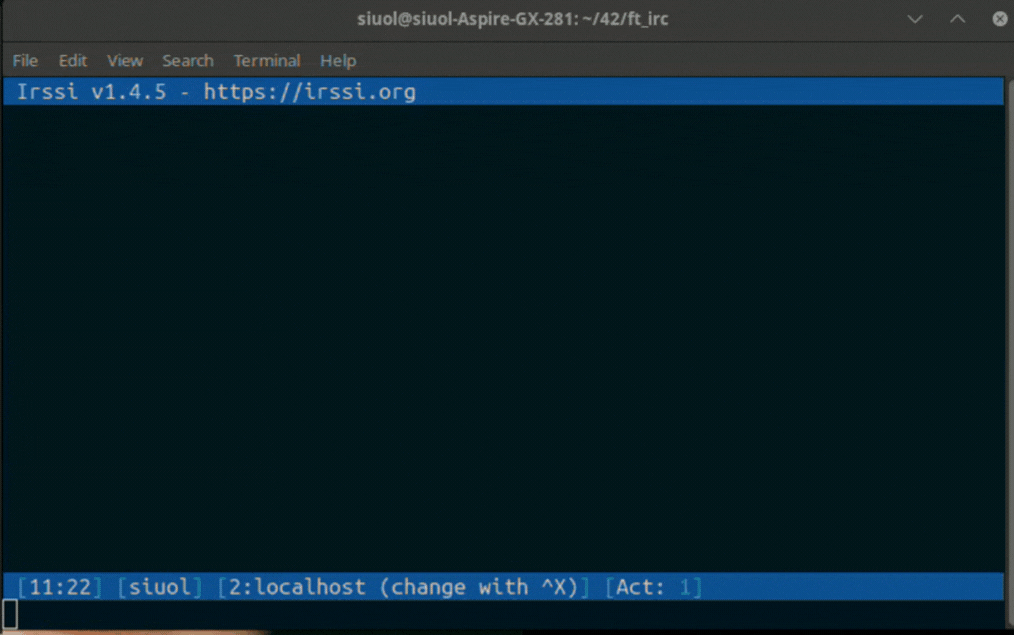 siuol@siuol-Aspire-GX-281: ~/42/ft_irc
File Edit View Search Terminal Help
Irssi v1.4.5 - https://irssi.org
[11:22] [siuol] [2:localhost (change with ^X)] [Act: 1]